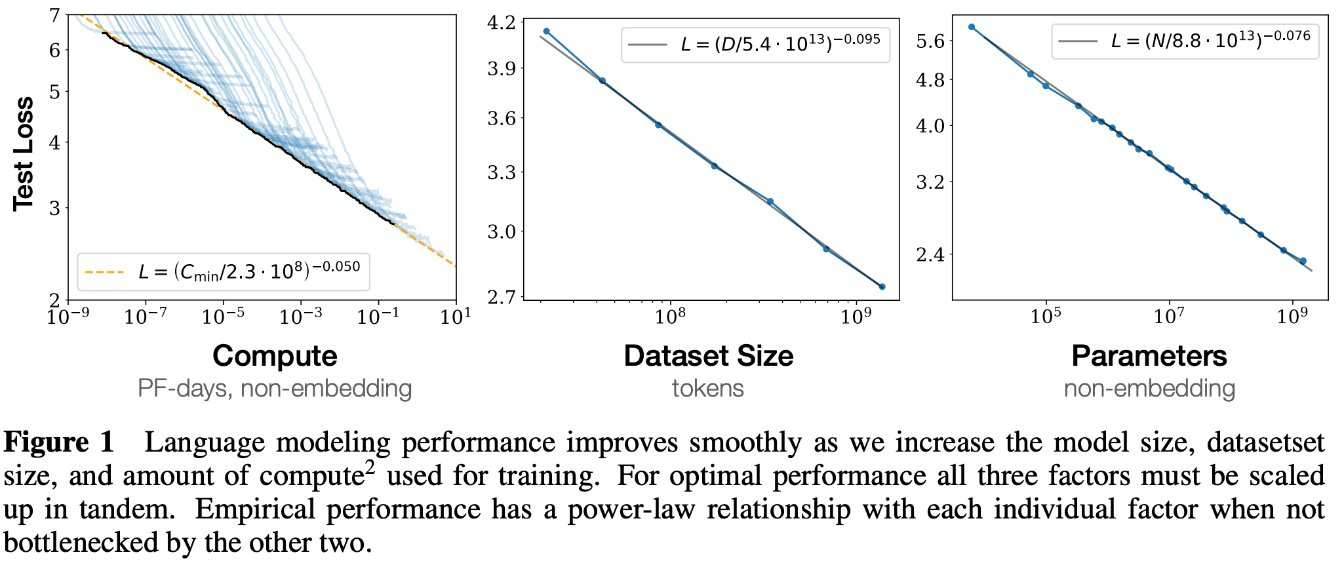 Test Loss
7
6
5
4
3
2
L = (C_min/2.3 · 10^8)^−0.050
10^−9 10^−7 10^−5 10^−3 10^−1 10^1
Compute
PF-days, non-embedding
4.2
3.9
3.6
3.3
3.0
2.7
L = (D/5.4 · 10^13)^−0.095
10^8 10^9
Dataset Size
tokens
5.6
4.8
4.0
3.2
2.4
L = (N/8.8 · 10^13)^−0.076
10^5 10^7 10^9
Parameters
non-embedding
Figure 1 Language modeling performance improves smoothly as we increase the model size, datasetset
size, and amount of compute² used for training. For optimal performance all three factors must be scaled
up in tandem. Empirical performance has a power-law relationship with each individual factor when not
bottlenecked by the other two.